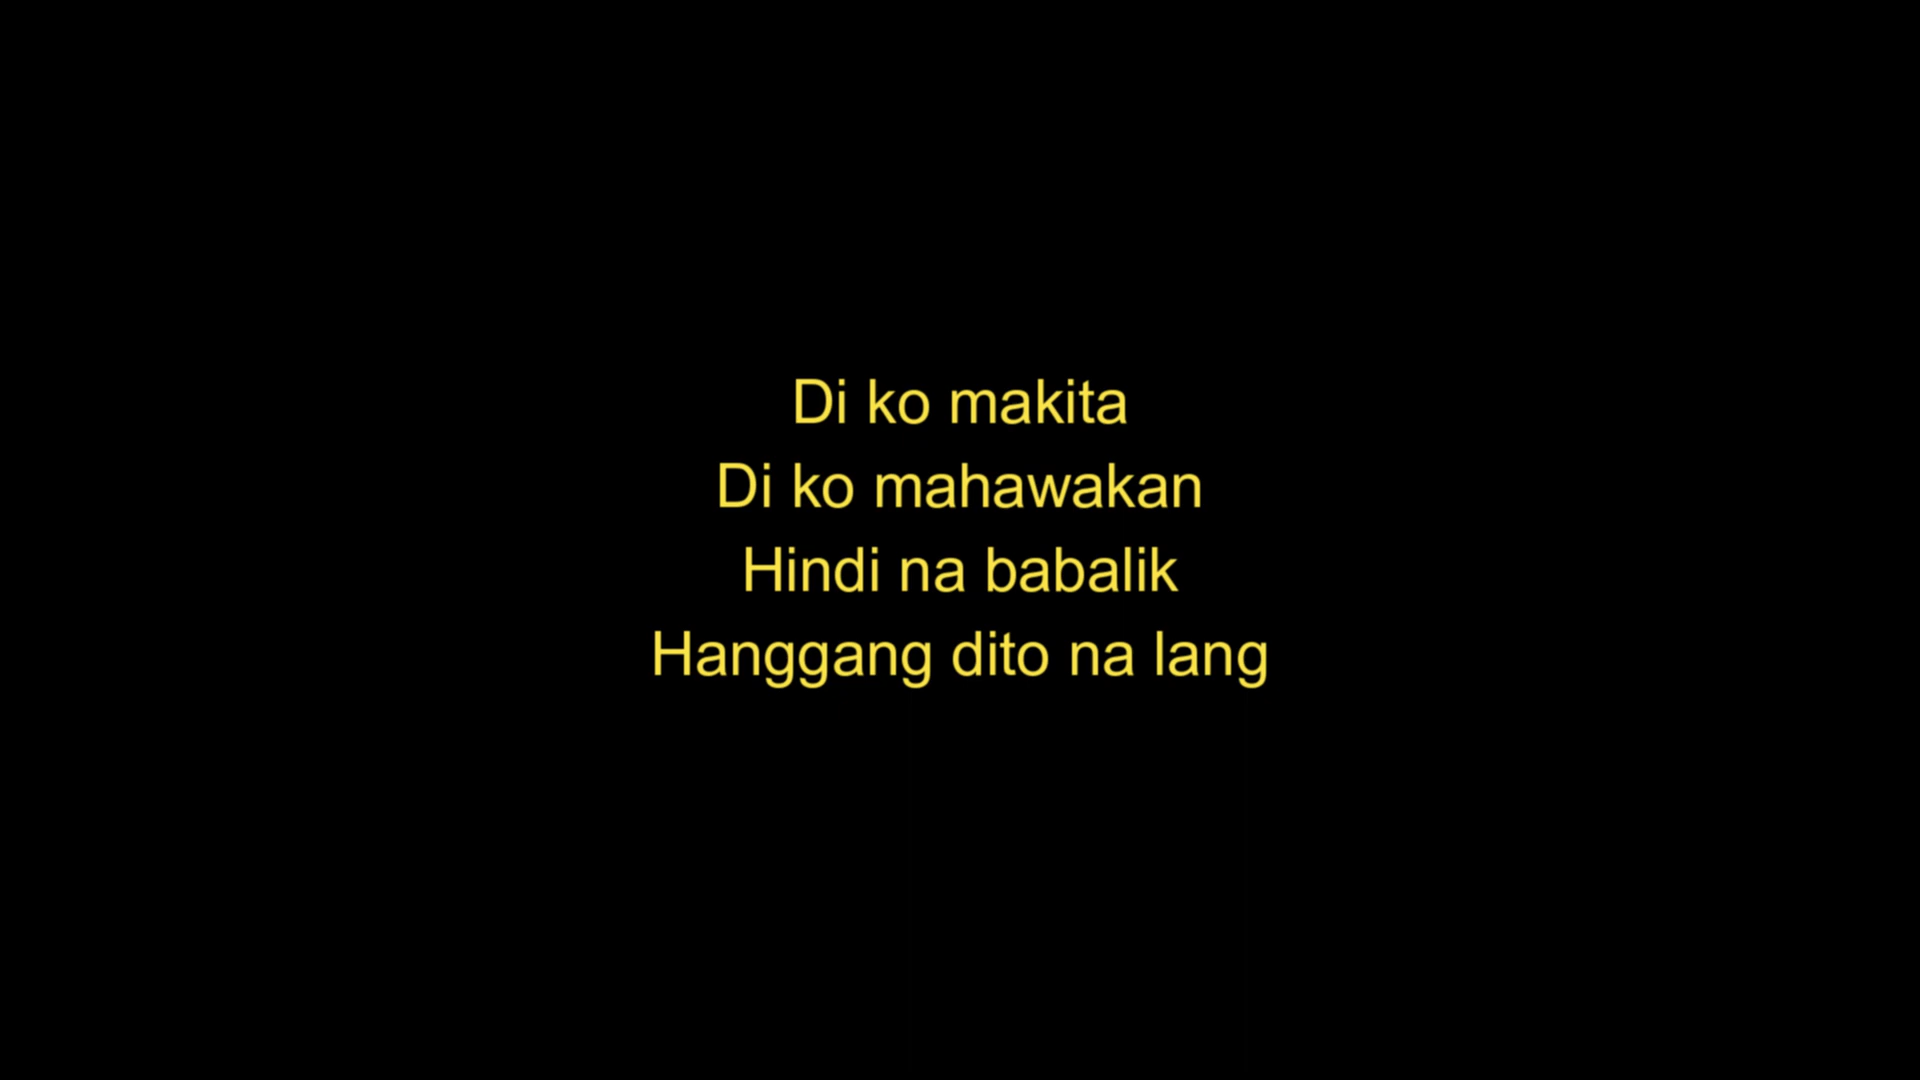 Di ko makita
Di ko mahawakan
Hindi na babalik
Hanggang dito na lang